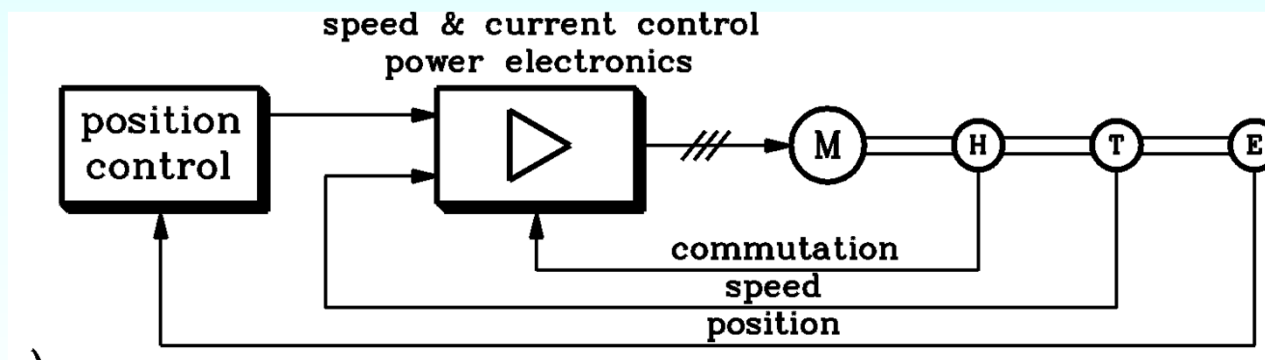 speed & current control
power electronics
position
control
M
H
T
E
commutation
speed
position
)